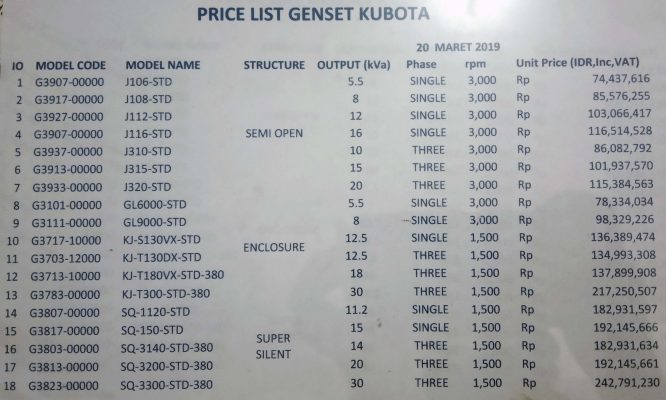 PRICE LIST GENSET KUBOTA
20 MARET 2019
IO MODEL CODE MODEL NAME STRUCTURE OUTPUT (kVa) Phase rpm Unit Price (IDR,Inc,VAT)
1 G3907-00000 J106-STD 5.5 SINGLE 3,000 Rp 74,437,616
2 G3917-00000 J108-STD 8 SINGLE 3,000 Rp 85,576,255
3 G3927-00000 J112-STD 12 SINGLE 3,000 Rp 103,066,417
4 G3907-00000 J116-STD SEMI OPEN 16 SINGLE 3,000 Rp 116,514,528
5 G3937-00000 J310-STD 10 THREE 3,000 Rp 86,082,792
6 G3913-00000 J315-STD 15 THREE 3,000 Rp 101,937,570
7 G3933-00000 J320-STD 20 THREE 3,000 Rp 115,384,563
8 G3101-00000 GL6000-STD 5.5 SINGLE 3,000 Rp 78,334,034
9 G3111-00000 GL9000-STD 8 SINGLE 3,000 Rp 98,329,226
10 G3717-10000 KJ-S130VX-STD ENCLOSURE 12.5 SINGLE 1,500 Rp 136,389,474
11 G3703-12000 KJ-T130DX-STD 12.5 THREE 1,500 Rp 134,993,308
12 G3713-10000 KJ-T180VX-STD-380 18 THREE 1,500 Rp 137,899,908
13 G3783-00000 KJ-T300-STD-380 30 THREE 1,500 Rp 217,250,507
14 G3807-00000 SQ-1120-STD 11.2 SINGLE 1,500 Rp 182,931,597
15 G3817-00000 SQ-150-STD SUPER 15 SINGLE 1,500 Rp 192,145,666
16 G3803-00000 SQ-3140-STD-380 SILENT 14 THREE 1,500 Rp 182,931,634
17 G3813-00000 SQ-3200-STD-380 20 THREE 1,500 Rp 192,145,661
18 G3823-00000 SQ-3300-STD-380 30 THREE 1,500 Rp 242,791,230